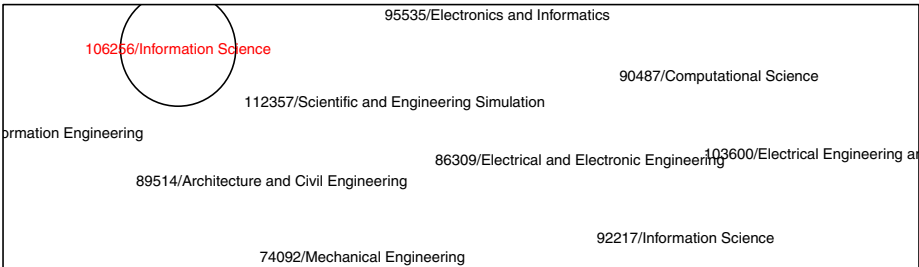 95535/Electronics and Informatics
106256/Information Science
90487/Computational Science
112357/Scientific and Engineering Simulation
ormation Engineering
103600/Electrical Engineering
86309/Electrical and Electronic Engineering
89514/Architecture and Civil Engineering
92217/Information Science
74092/Mechanical Engineering